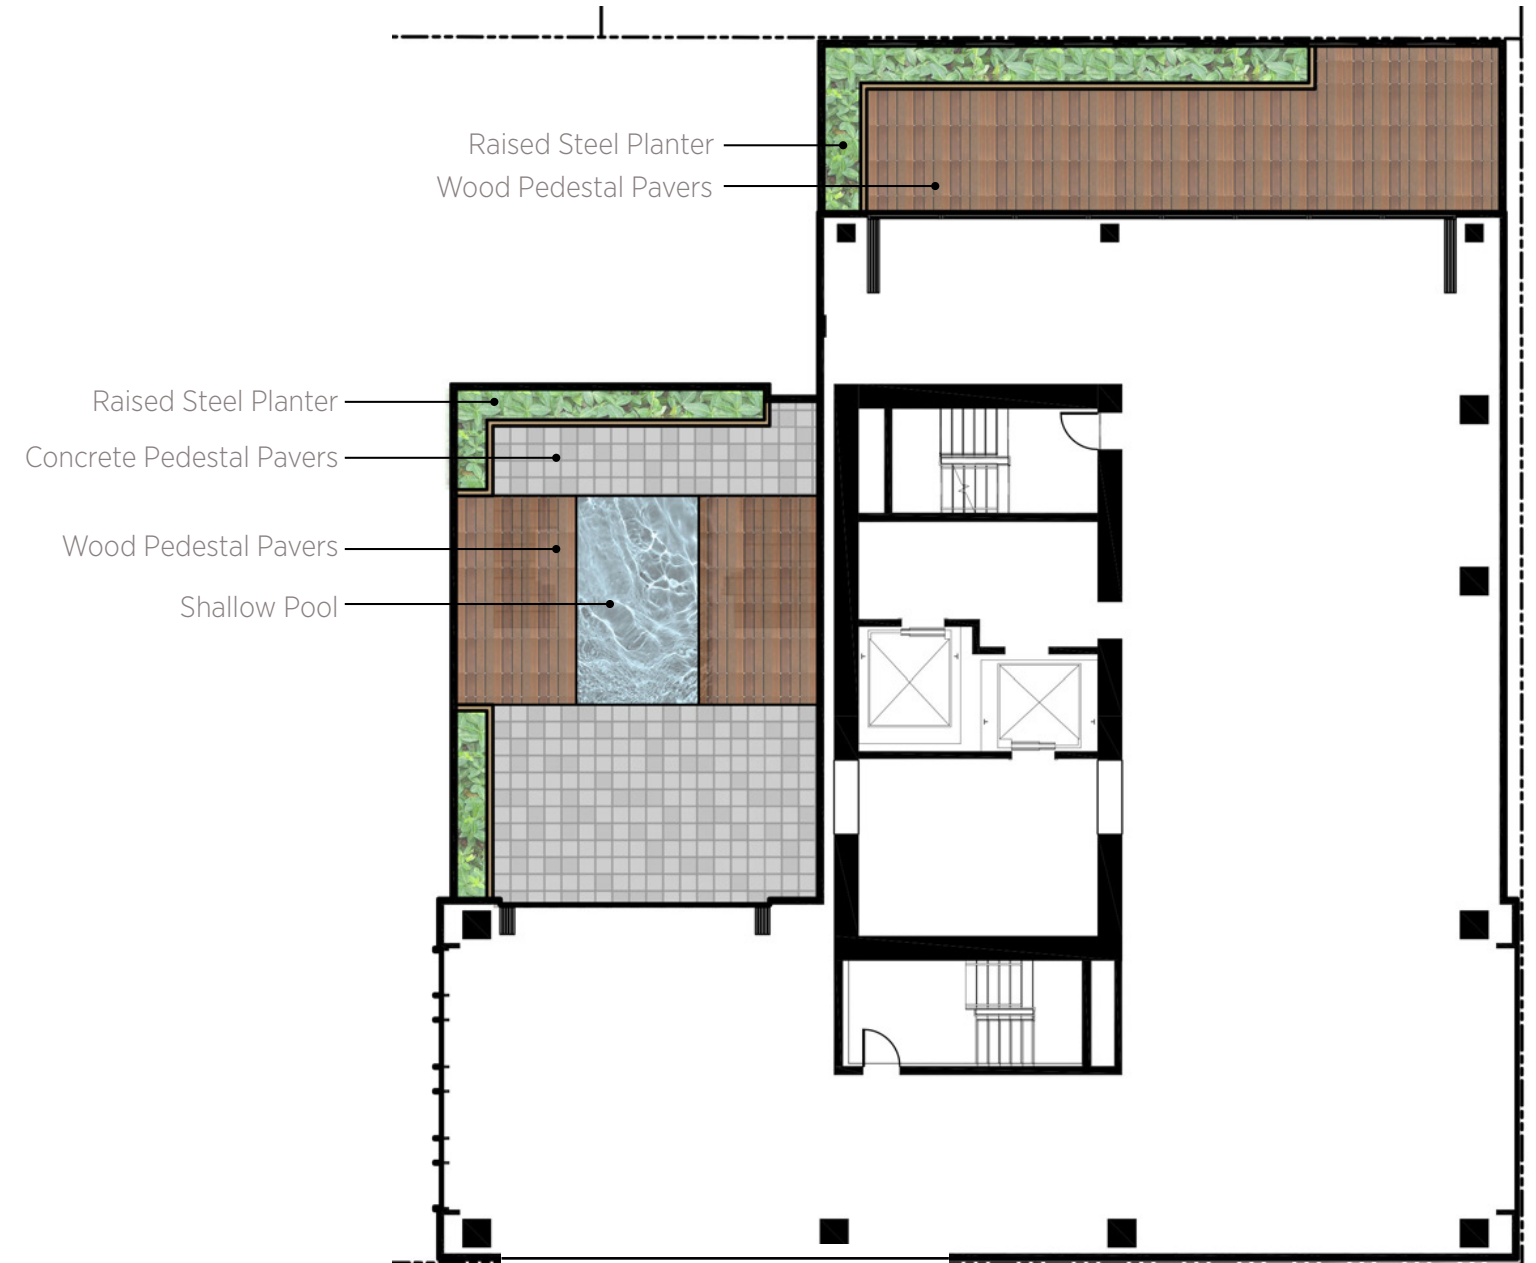 Raised Steel Planter
Wood Pedestal Pavers
Raised Steel Planter
Concrete Pedestal Pavers
Wood Pedestal Pavers
Shallow Pool